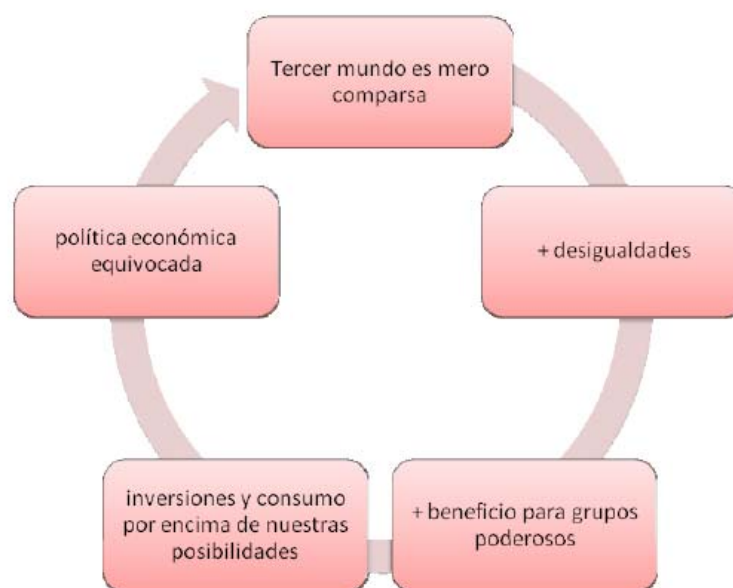 Tercer mundo es mero
comparsa
+ desigualdades
+ beneficio para grupos
poderosos
inversiones y consumo
por encima de nuestras
posibilidades
política económica
equivocada